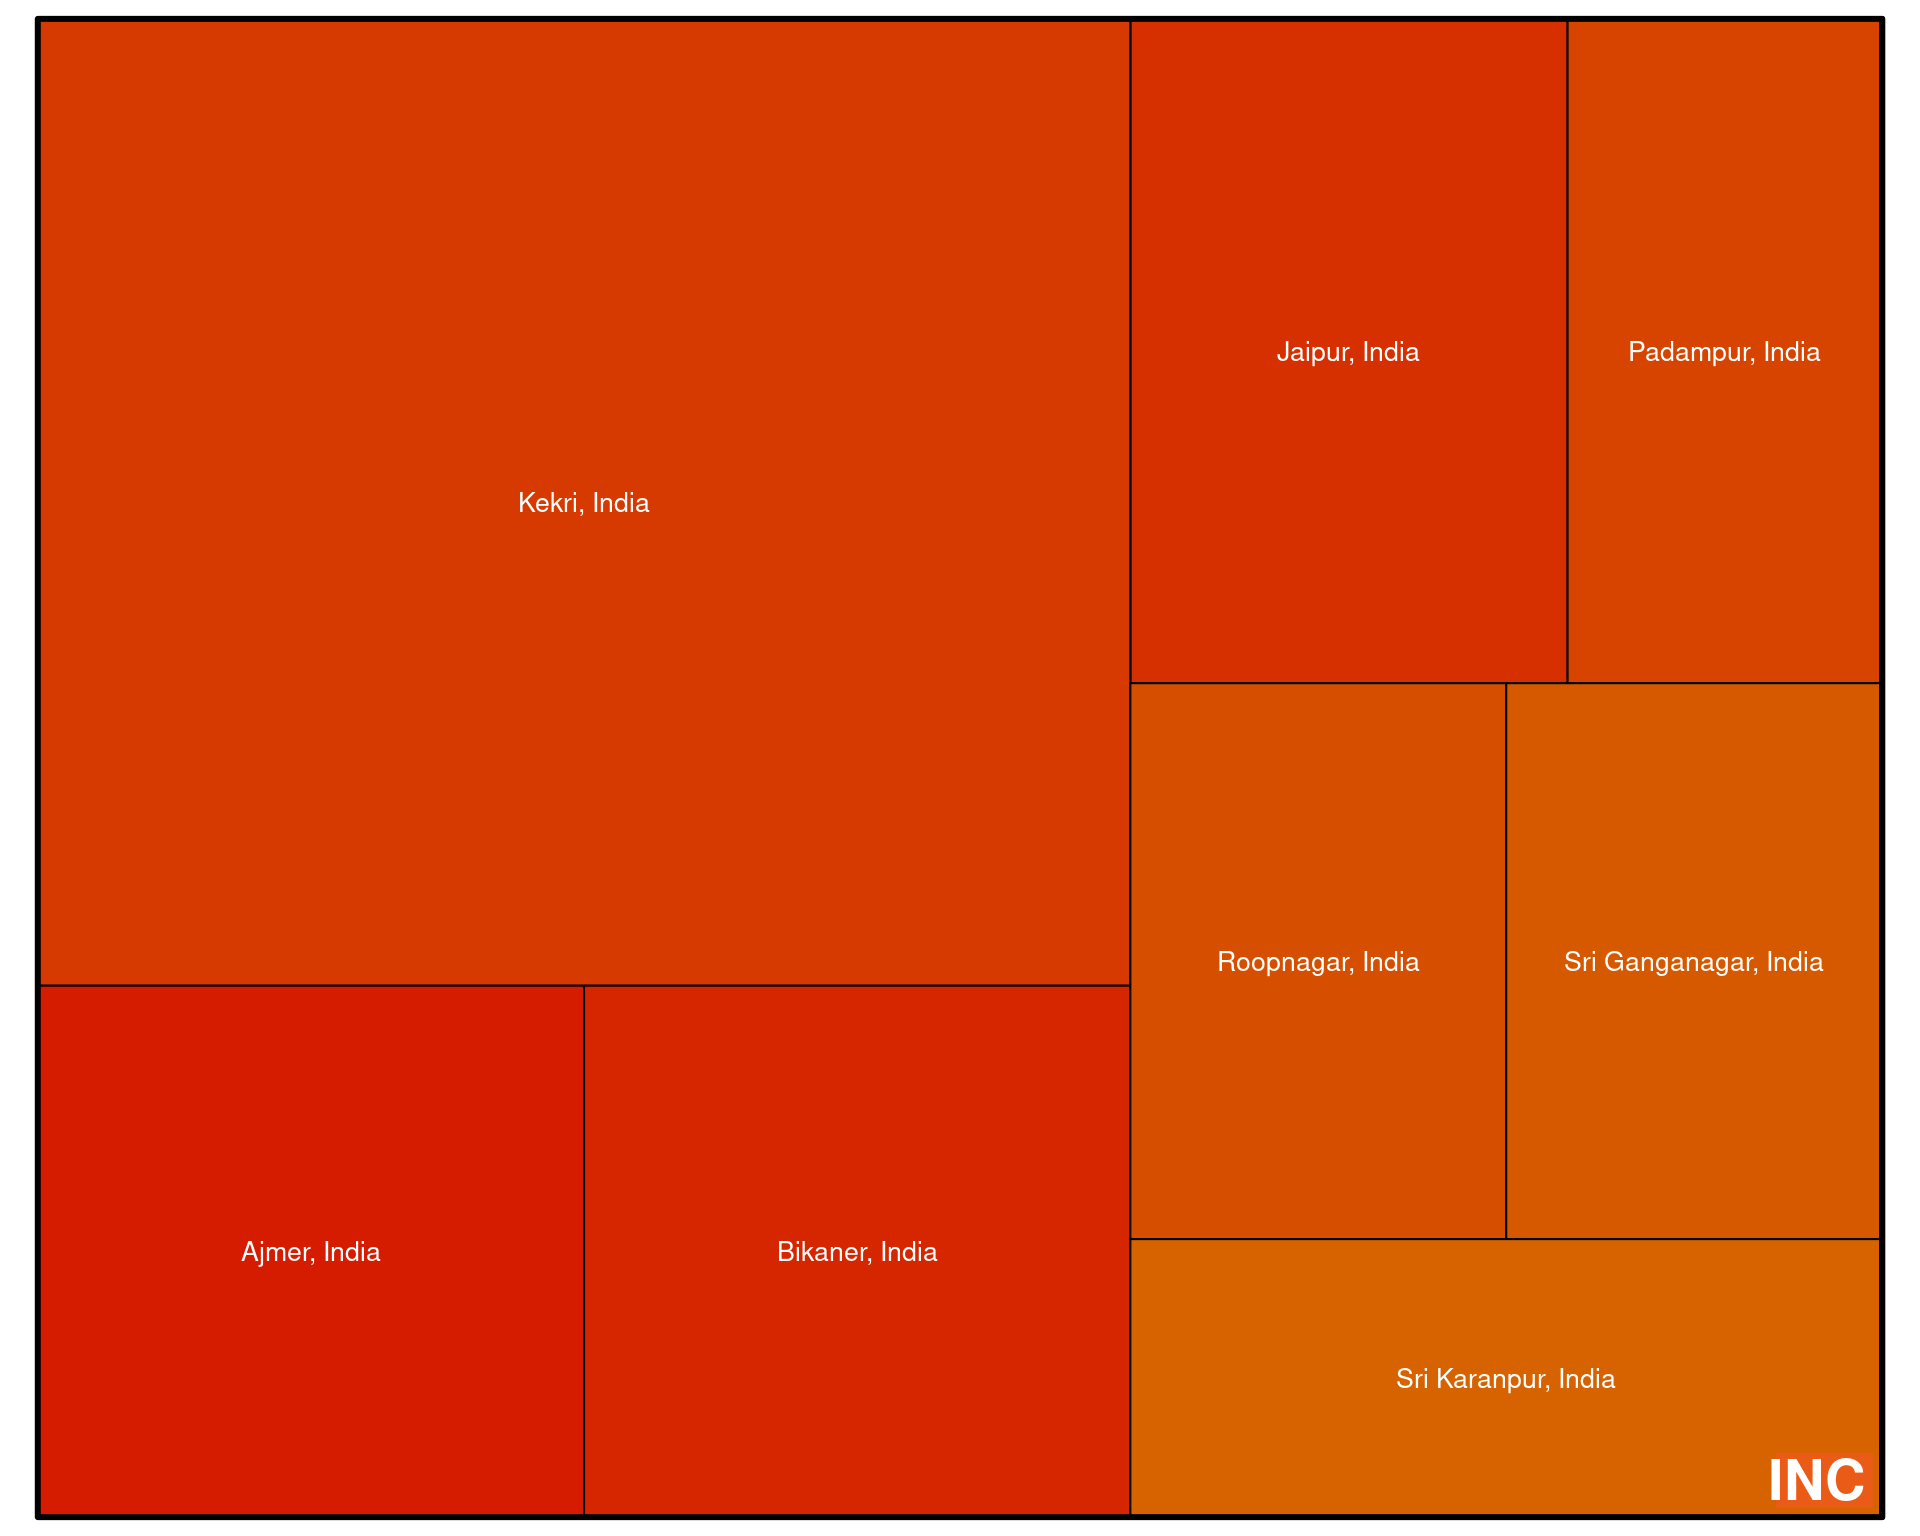 Kekri, India
Jaipur, India
Padampur, India
Roopnagar, India
Sri Ganganagar, India
Ajmer, India
Bikaner, India
Sri Karanpur, India
INC